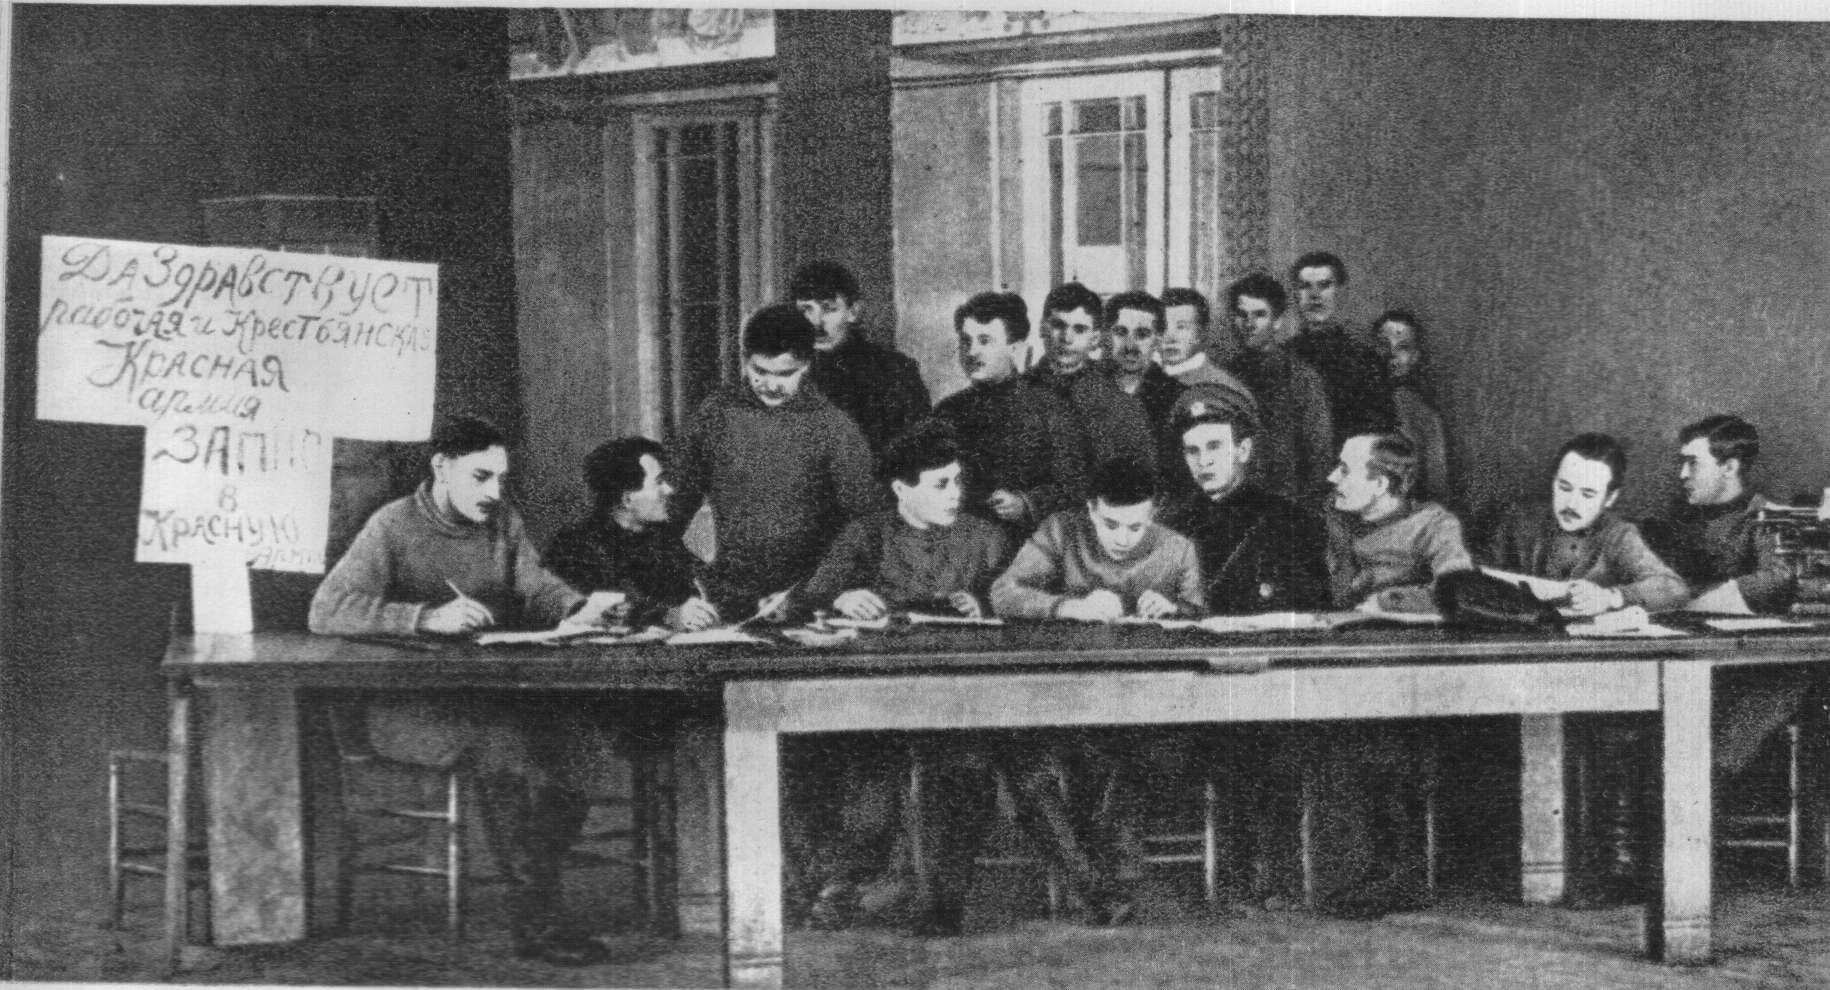 Да Здравствует
рабочая и Крестьянская
Красная
армия
ЗАПИС
в
Красную
Армию